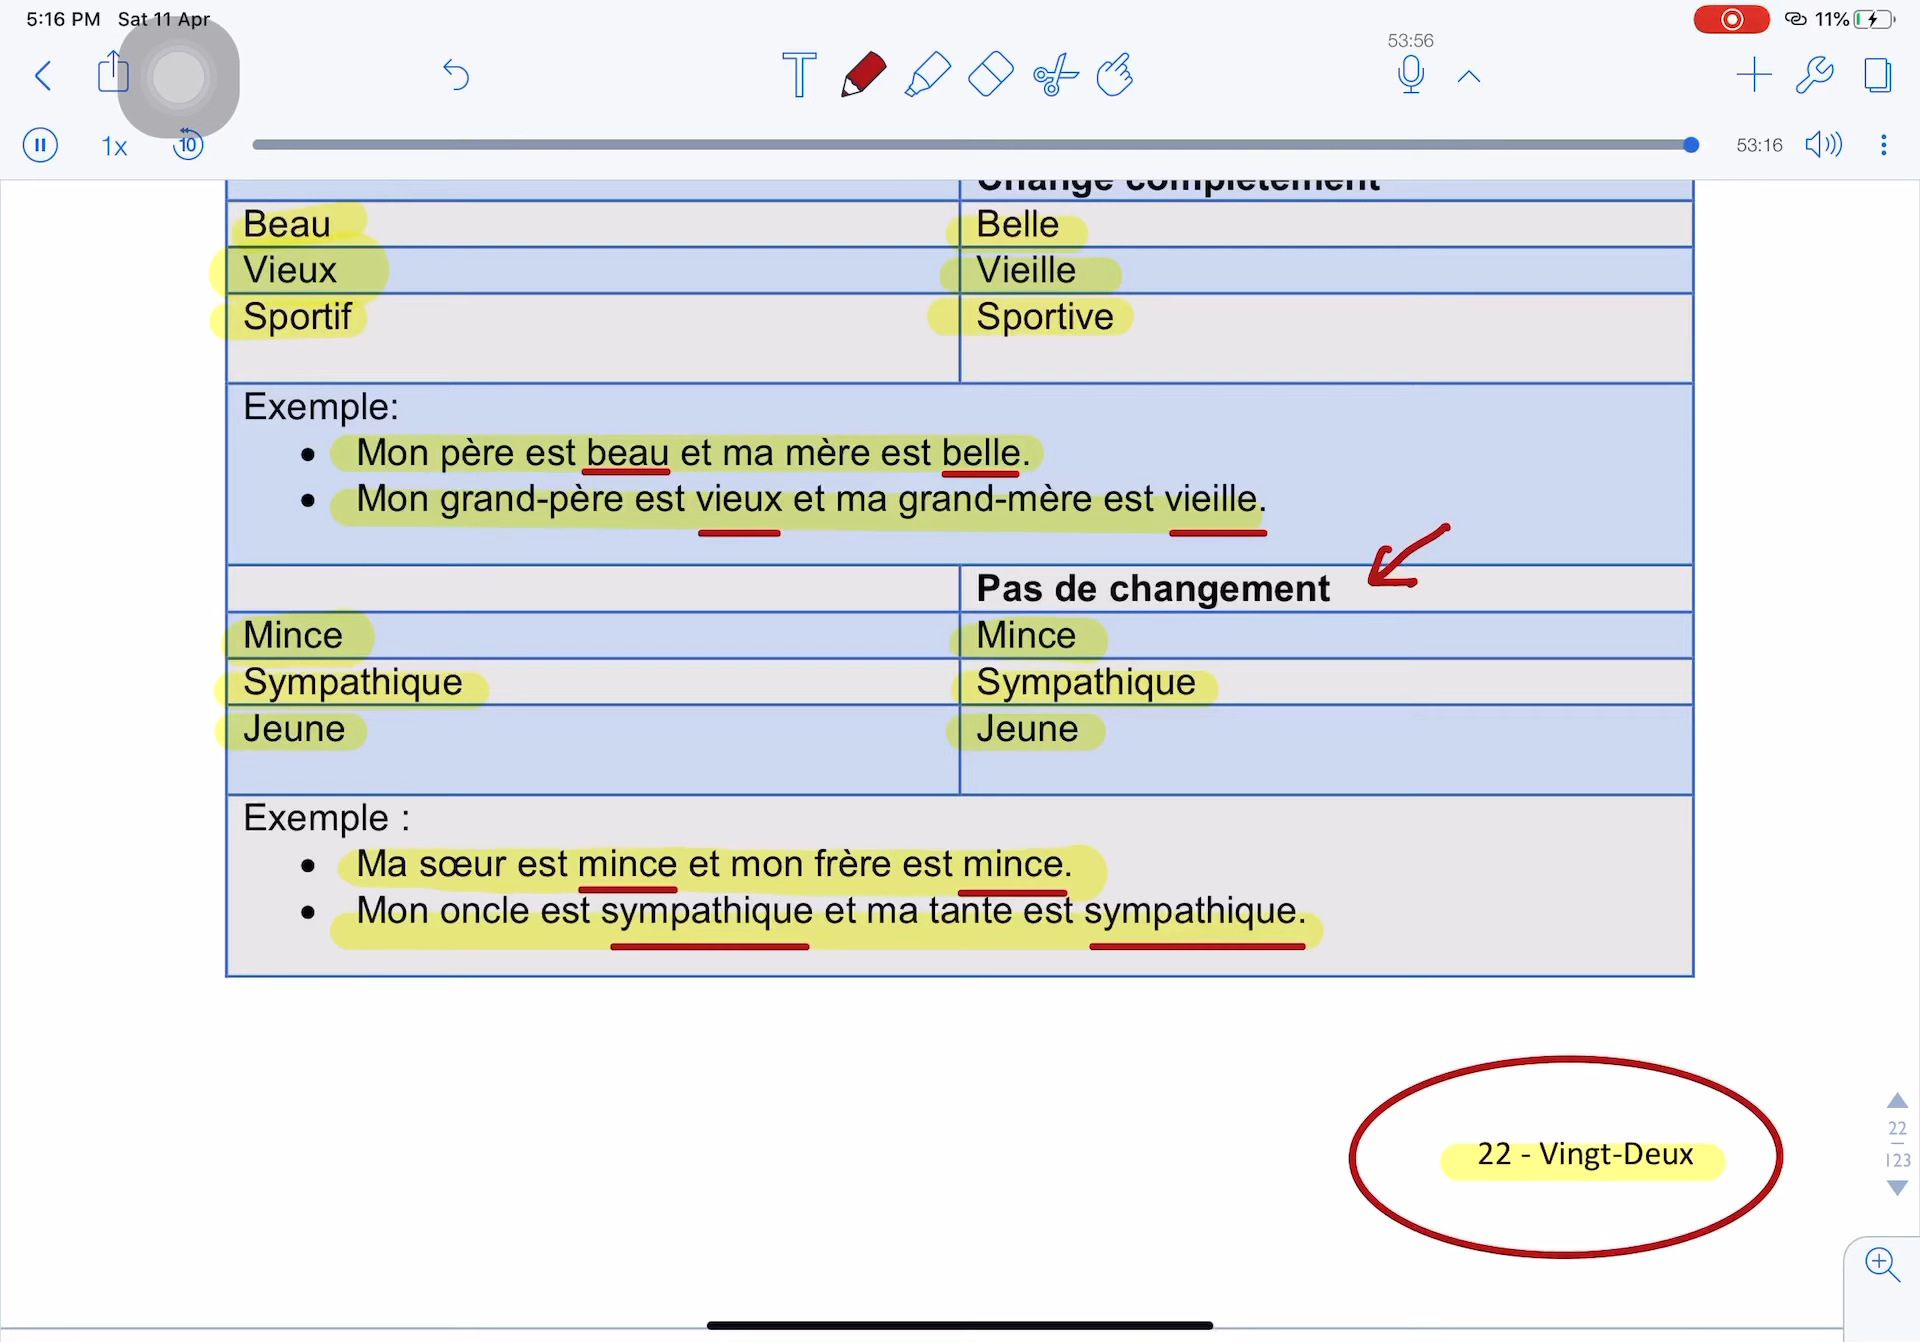 5:16 PM Sat 11 Apr
11%
53:56
1x
10
53:16
Change complètement
Beau Belle
Vieux Vieille
Sportif Sportive
Exemple:
• Mon père est beau et ma mère est belle.
• Mon grand-père est vieux et ma grand-mère est vieille.
Pas de changement
Mince Mince
Sympathique Sympathique
Jeune Jeune
Exemple :
• Ma sœur est mince et mon frère est mince.
• Mon oncle est sympathique et ma tante est sympathique.
22 - Vingt-Deux
22
123